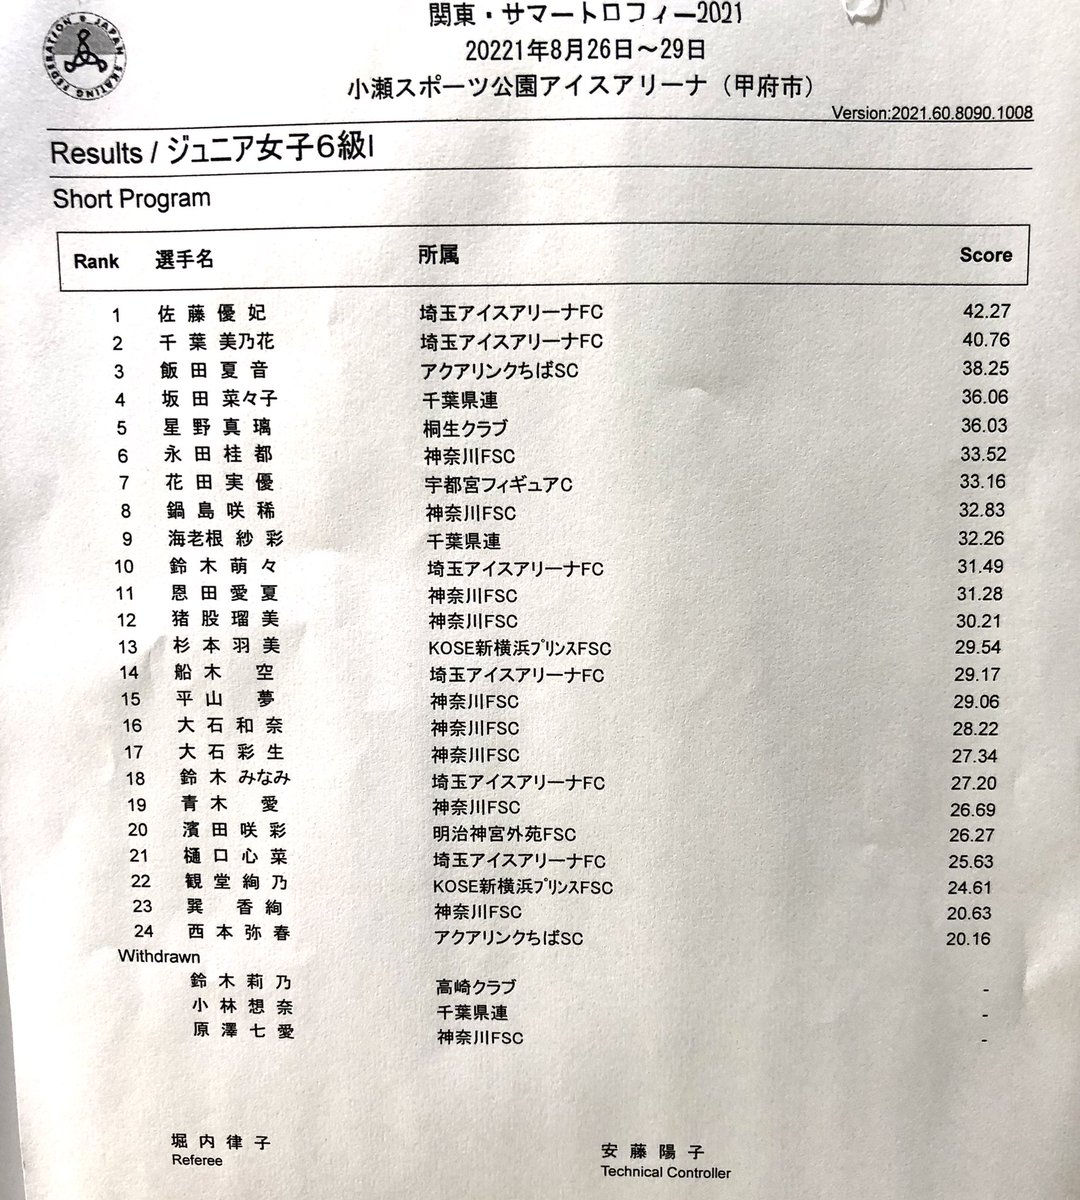 JAPAN SKATING FEDERATION
関東・サマートロフィー2021
20221年8月26日～29日
小瀬スポーツ公園アイスアリーナ（甲府市）
Version:2021.60.8090.1008
Results / ジュニア女子６級Ⅰ
Short Program
Rank 選手名 所属 Score
1 佐 藤 優 妃 埼玉アイスアリーナFC 42.27
2 千 葉 美乃花 埼玉アイスアリーナFC 40.76
3 飯 田 夏 音 アクアリンクちばSC 38.25
4 坂 田 菜々子 千葉県連 36.06
5 星 野 真 璃 桐生クラブ 36.03
6 永 田 桂 都 神奈川FSC 33.52
7 花 田 実 優 宇都宮フィギュアC 33.16
8 鍋 島 咲 稀 神奈川FSC 32.83
9 海老根 紗 彩 千葉県連 32.26
10 鈴 木 萌 々 埼玉アイスアリーナFC 31.49
11 恩 田 愛 夏 神奈川FSC 31.28
12 猪 股 瑠 美 神奈川FSC 30.21
13 杉 本 羽 美 KOSE新横浜ﾌﾟﾘﾝｽFSC 29.54
14 船 木 空 埼玉アイスアリーナFC 29.17
15 平 山 夢 神奈川FSC 29.06
16 大 石 和 奈 神奈川FSC 28.22
17 大 石 彩 生 神奈川FSC 27.34
18 鈴 木 みなみ 埼玉アイスアリーナFC 27.20
19 青 木 愛 神奈川FSC 26.69
20 濱 田 咲 彩 明治神宮外苑FSC 26.27
21 樋 口 心 菜 埼玉アイスアリーナFC 25.63
22 観 堂 絢 乃 KOSE新横浜ﾌﾟﾘﾝｽFSC 24.61
23 巽 香 絢 神奈川FSC 20.63
24 西 本 弥 春 アクアリンクちばSC 20.16
Withdrawn
鈴 木 莉 乃 高崎クラブ -
小 林 想 奈 千葉県連 -
原 澤 七 愛 神奈川FSC -
堀 内 律 子 安 藤 陽 子
Referee Technical Controller